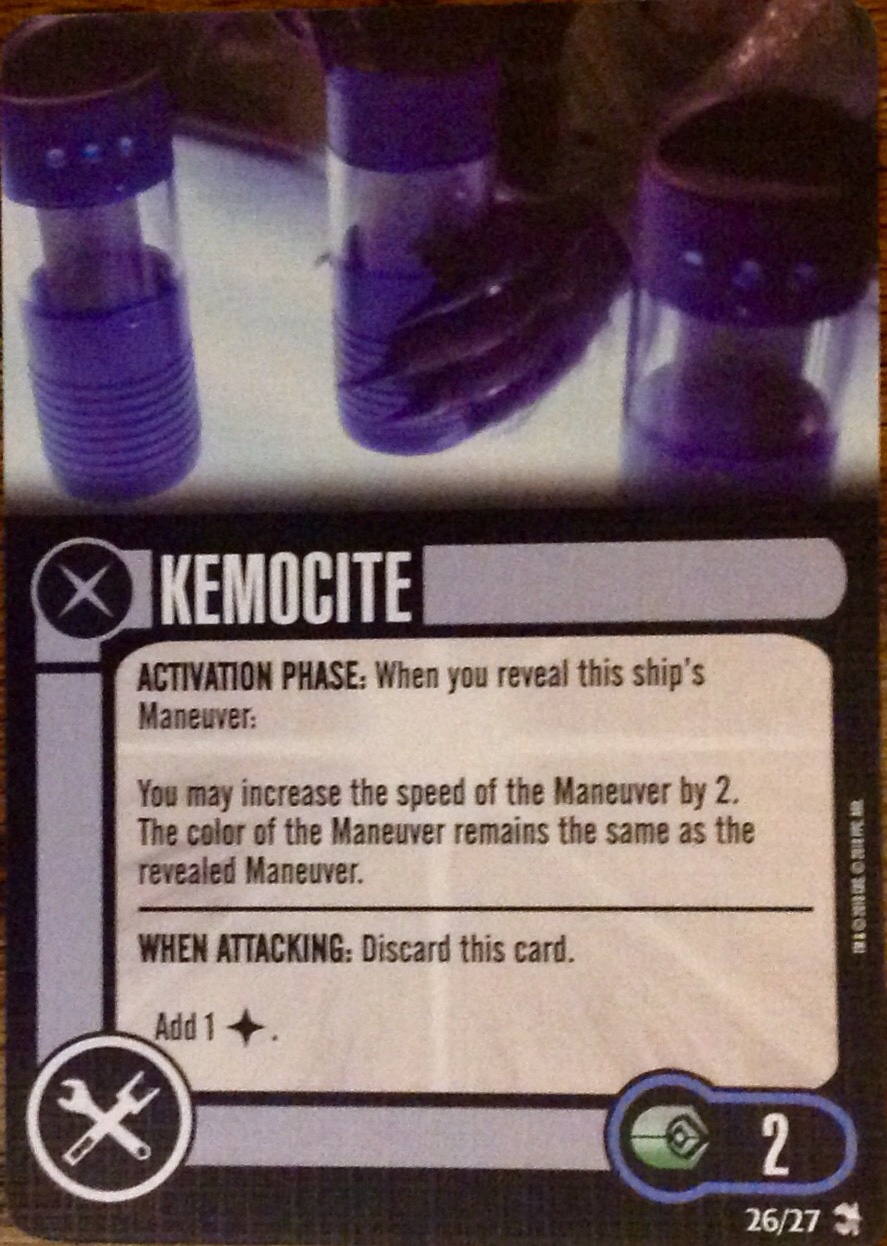 KEMOCITE
ACTIVATION PHASE: When you reveal this ship's
Maneuver:
You may increase the speed of the Maneuver by 2.
The color of the Maneuver remains the same as the
revealed Maneuver.
WHEN ATTACKING: Discard this card.
Add 1 .
2
26/27